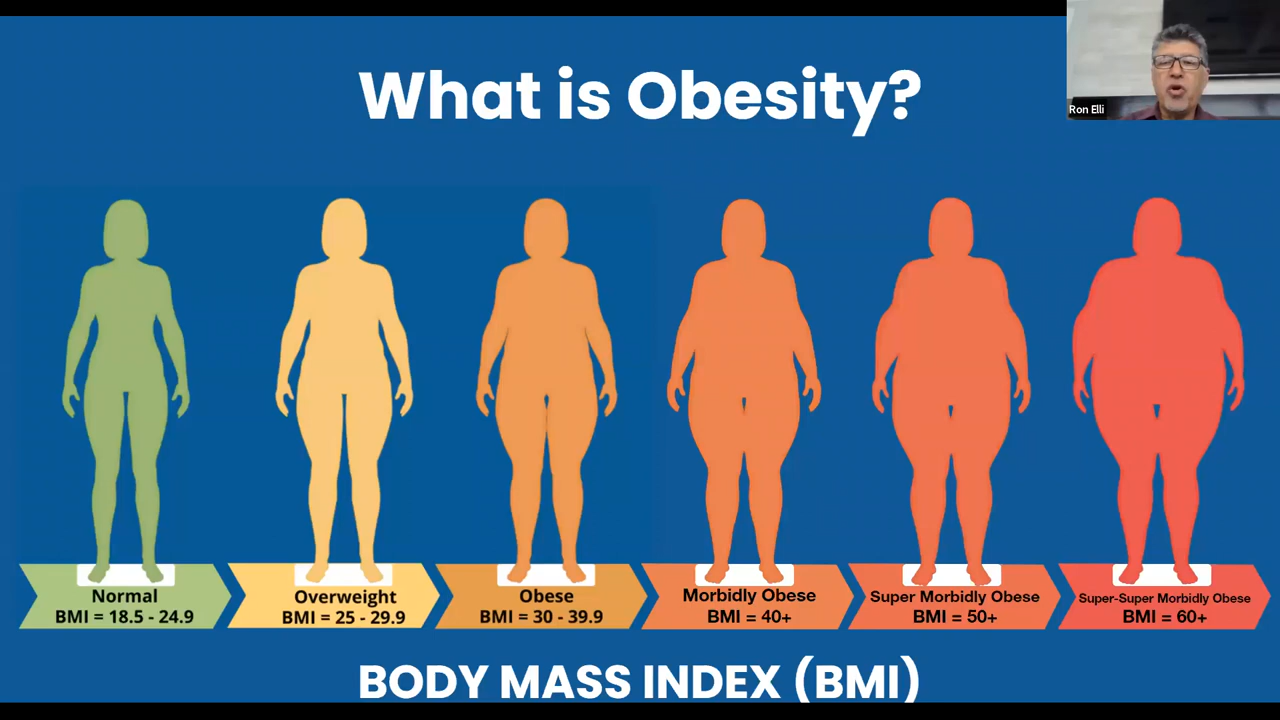 What is Obesity?
Ron Elli
Normal
BMI = 18.5 - 24.9
Overweight
BMI = 25 - 29.9
Obese
BMI = 30 - 39.9
Morbidly Obese
BMI = 40+
Super Morbidly Obese
BMI = 50+
Super-Super Morbidly Obese
BMI = 60+
BODY MASS INDEX (BMI)